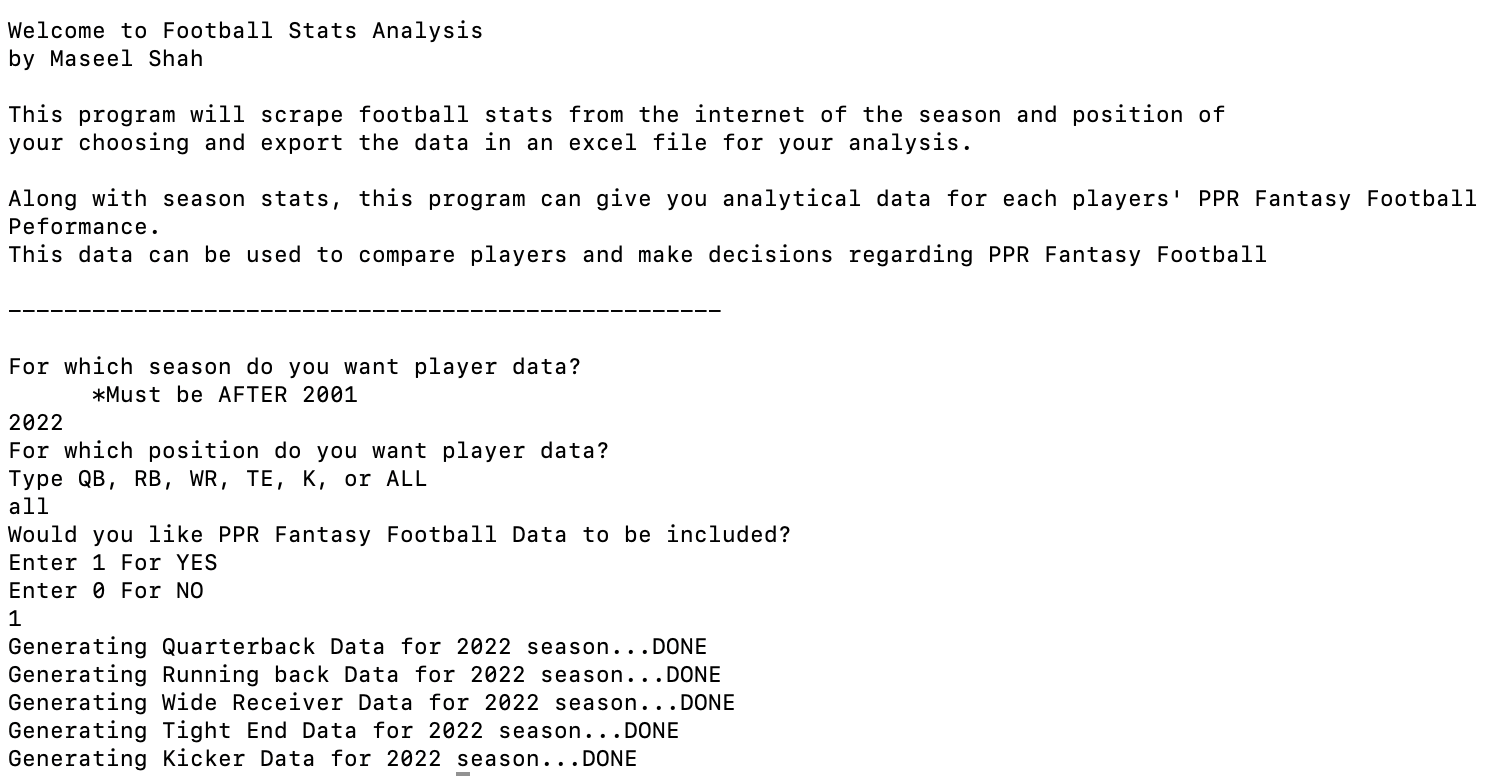 Welcome to Football Stats Analysis
by Maseel Shah
This program will scrape football stats from the internet of the season and position of
your choosing and export the data in an excel file for your analysis.
Along with season stats, this program can give you analytical data for each players' PPR Fantasy Football
Peformance.
This data can be used to compare players and make decisions regarding PPR Fantasy Football
---------------------------------------------------
For which season do you want player data?
*Must be AFTER 2001
2022
For which position do you want player data?
Type QB, RB, WR, TE, K, or ALL
all
Would you like PPR Fantasy Football Data to be included?
Enter 1 For YES
Enter 0 For NO
1
Generating Quarterback Data for 2022 season...DONE
Generating Running back Data for 2022 season...DONE
Generating Wide Receiver Data for 2022 season...DONE
Generating Tight End Data for 2022 season...DONE
Generating Kicker Data for 2022 season...DONE